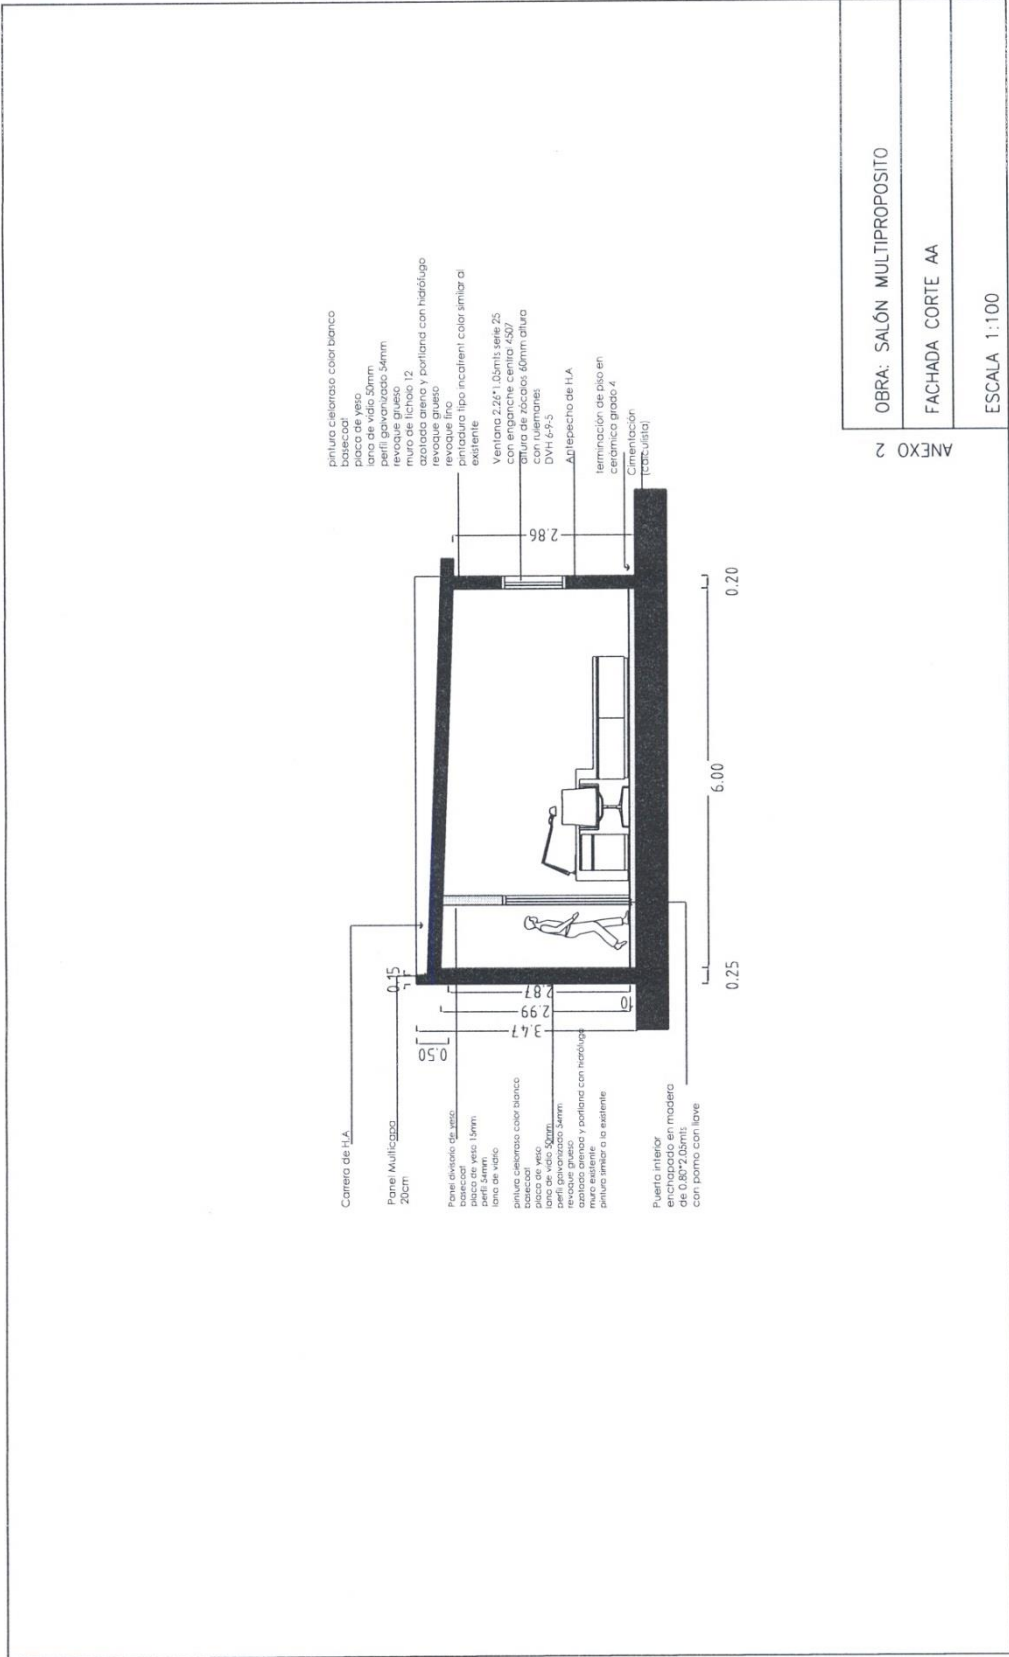 Carrera de H.A
Panel Multicapa
20cm
Panel divisorio de yeso
basecoat
placa de yeso 15mm
perfil 54mm
lana de vidrio
pintura cielorraso color blanco
basecoat
placa de yeso
lana de vidio 50mm
perfil galvanizado 54mm
revoque grueso
azotado arenad y portland con hidrófugo
muro existente
pintura similar a la existente
Puerta interior
enchapado en madera
de 0.80*2.05mts
con pomo con llave
0.15
0.50
3.47
2.99
2.87
10
0.25
6.00
0.20
2.86
pintura cielorraso color blanco
basecoat
placa de yeso
lana de vidio 50mm
perfil galvanizado 54mm
revoque grueso
muro de ticholo 12
azotada arena y portland con hidrófugo
revoque grueso
revoque fino
pintadura tipo incafrent color similar al
existente
Ventana 2.26*1.05mts serie 25
con enganche central 4507
altura de zócalos 60mm altura
con rulemanes
DVH 6-9-5
Antepecho de H.A
terminación de piso en
cerámica grado 4
Cimentación
(calculista)
ANEXO 2
OBRA: SALÓN MULTIPROPOSITO
FACHADA CORTE AA
ESCALA 1:100